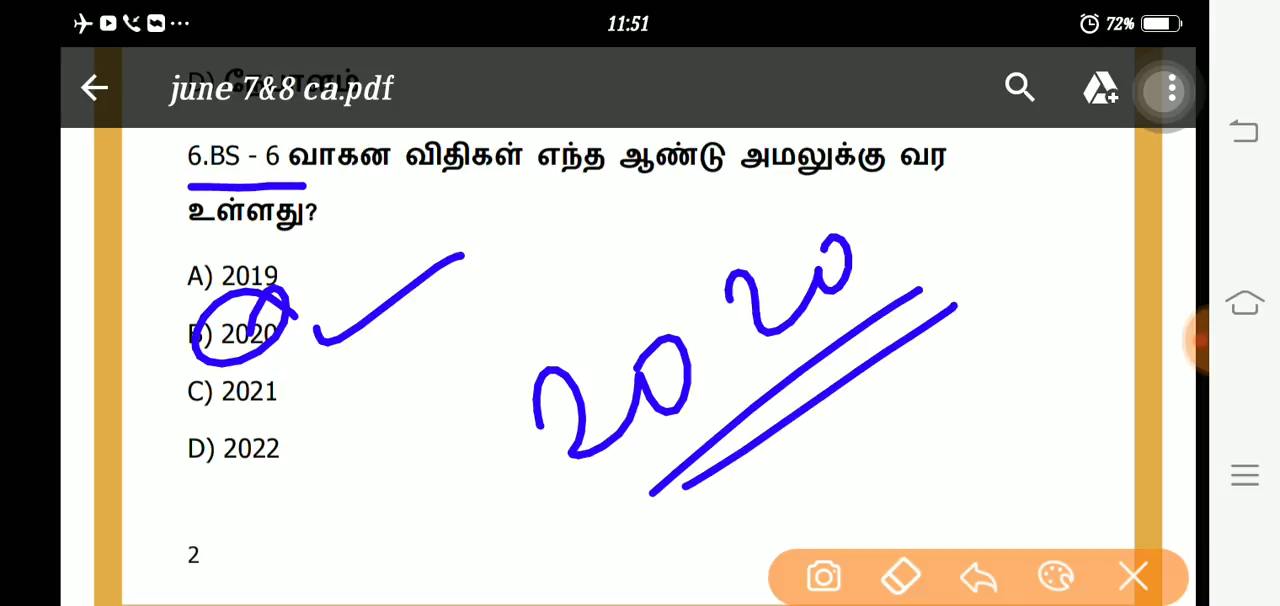 11:51
72%
june 7&8 ca.pdf
6.BS - 6 வாகன விதிகள் எந்த ஆண்டு அமலுக்கு வர
உள்ளது?
A) 2019
B) 2020
C) 2021
D) 2022
2020
2